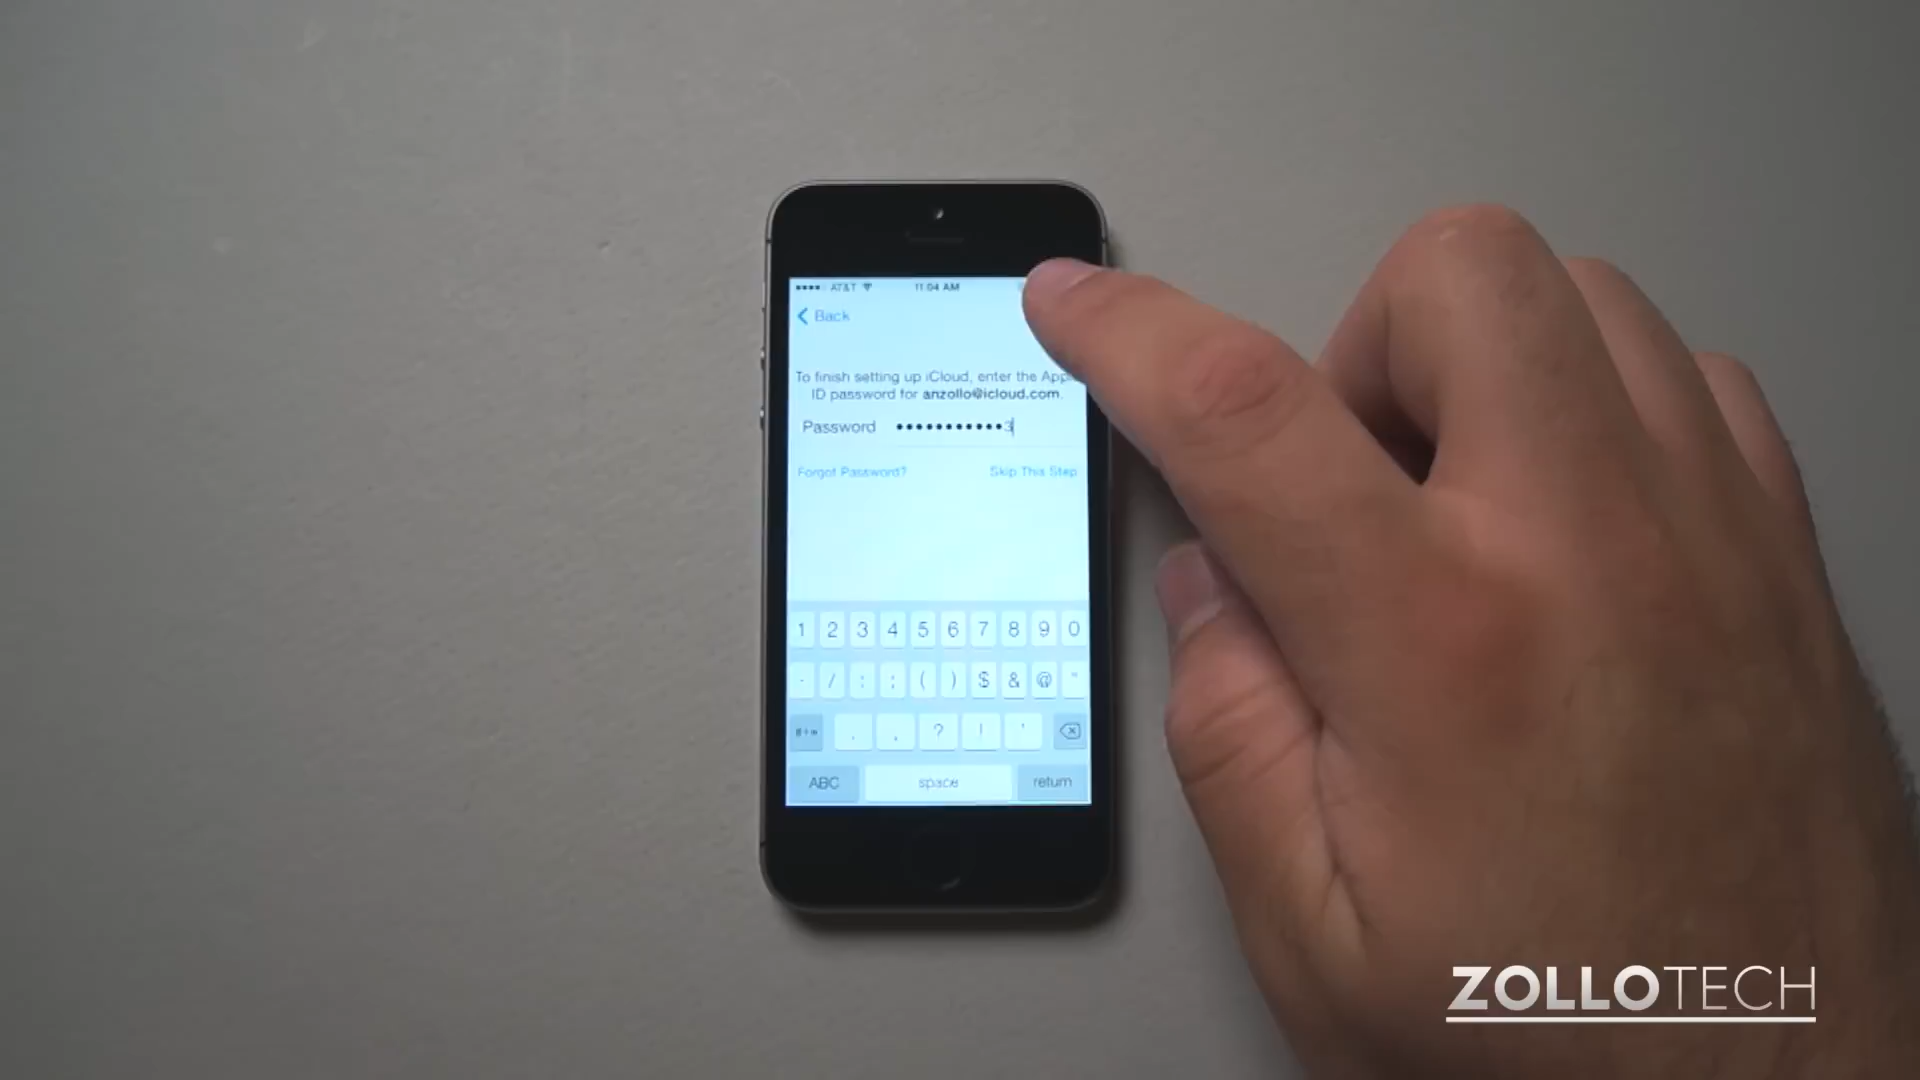 AT&T 11:04 AM
Back
To finish setting up iCloud, enter the Apple
ID password for anzollo@icloud.com.
Password •••••••••••3
Forgot Password? Skip This Step
1 2 3 4 5 6 7 8 9 0
- / : ; ( ) $ & @ "
#+= . , ? ! '
ABC space return
ZOLLOTECH